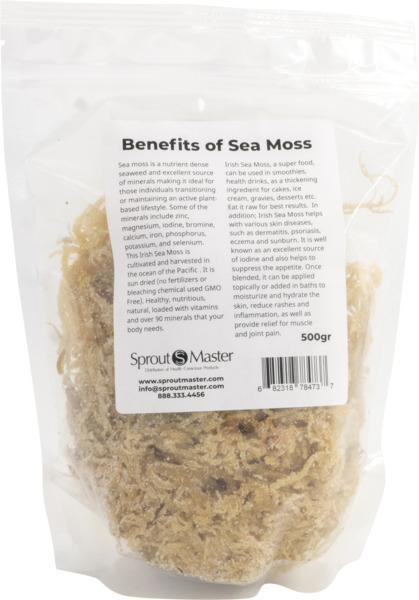 Benefits of Sea Moss
Sea moss is a nutrient dense
seaweed and excellent source
of minerals making it ideal for
those individuals transitioning
or maintaining an active plant-
based lifestyle. Some of the
minerals include zinc,
magnesium, iodine, bromine,
calcium, iron, phosphorus,
potassium, and selenium.
This Irish Sea Moss is
cultivated and harvested in
the ocean of the Pacific . It is
sun dried (no fertilizers or
bleaching chemical used GMO
Free). Healthy, nutritious,
natural, loaded with vitamins
and over 90 minerals that your
body needs.
Irish Sea Moss, a super food,
can be used in smoothies,
health drinks, as a thickening
ingredient for cakes, ice
cream, gravies, desserts etc.
Eat it raw for best results. In
addition; Irish Sea Moss helps
with various skin diseases,
such as dermatitis, psoriasis,
eczema and sunburn. It is well
known as an excellent source
of iodine and also helps to
suppress the appetite. Once
blended, it can be applied
topically or added in baths to
moisturize and hydrate the
skin, reduce rashes and
inflammation, as well as
provide relief for muscle
and joint pain.
500gr
Sprout S Master
Distributors of Health Conscious Products
www.sproutmaster.com
info@sproutmaster.com
888.333.4456
6 82318 78473 7